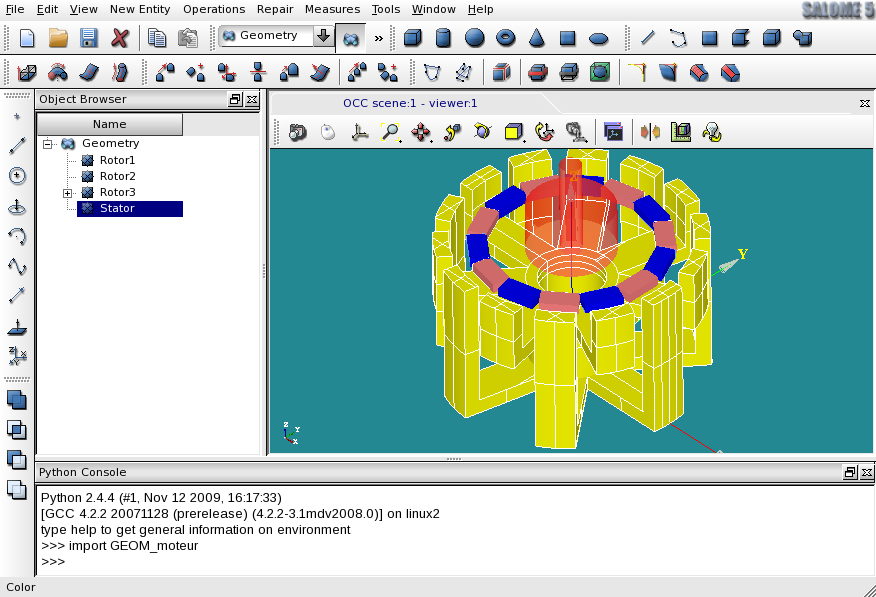 File Edit View New Entity Operations Repair Measures Tools Window Help
SALOME 5
Geometry
»
Object Browser
OCC scene:1 - viewer:1
Name
Geometry
Rotor1
Rotor2
Rotor3
Stator
Z
Y
Z
Y
X
Python Console
Python 2.4.4 (#1, Nov 12 2009, 16:17:33)
[GCC 4.2.2 20071128 (prerelease) (4.2.2-3.1mdv2008.0)] on linux2
type help to get general information on environment
>>> import GEOM_moteur
>>>
Color